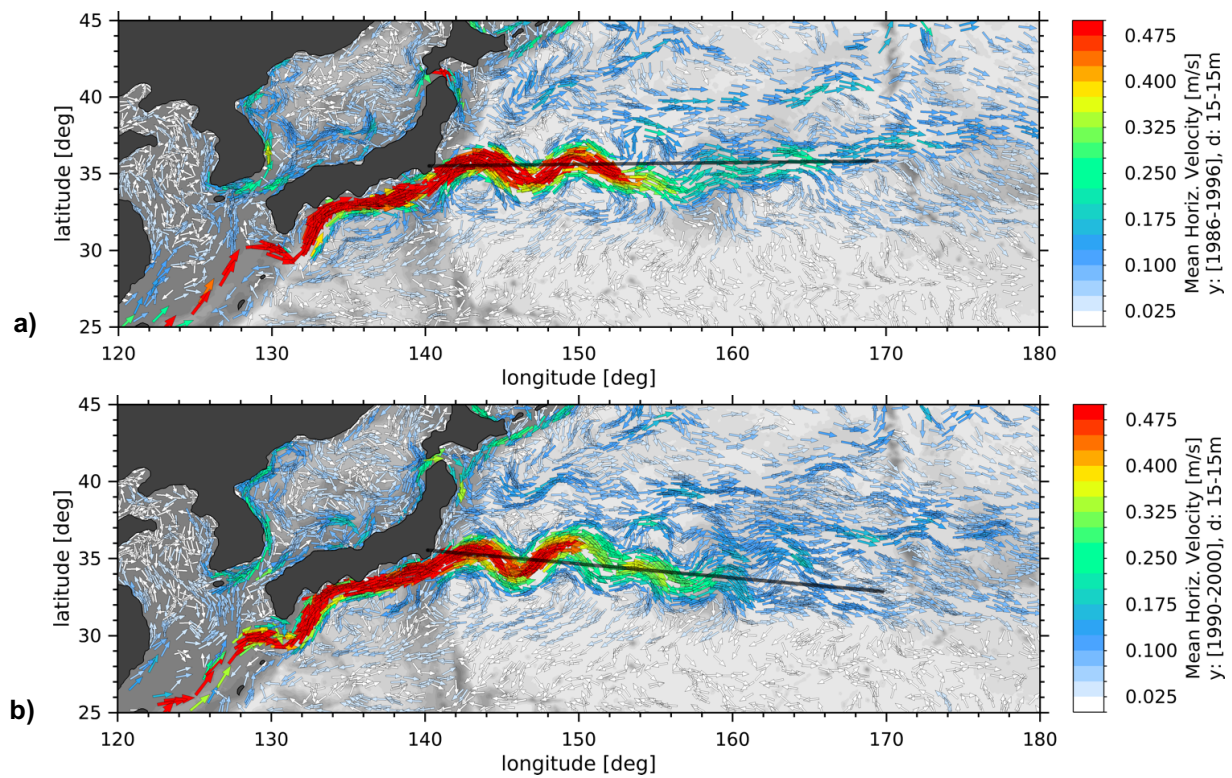 45
40
35
30
25
latitude [deg]
a)
120 130 140 150 160 170 180
longitude [deg]
0.475
0.400
0.325
0.250
0.175
0.100
0.025
Mean Horiz. Velocity [m/s]
y: [1986-1996], d: 15-15m
45
40
35
30
25
latitude [deg]
b)
120 130 140 150 160 170 180
longitude [deg]
0.475
0.400
0.325
0.250
0.175
0.100
0.025
Mean Horiz. Velocity [m/s]
y: [1990-2000], d: 15-15m